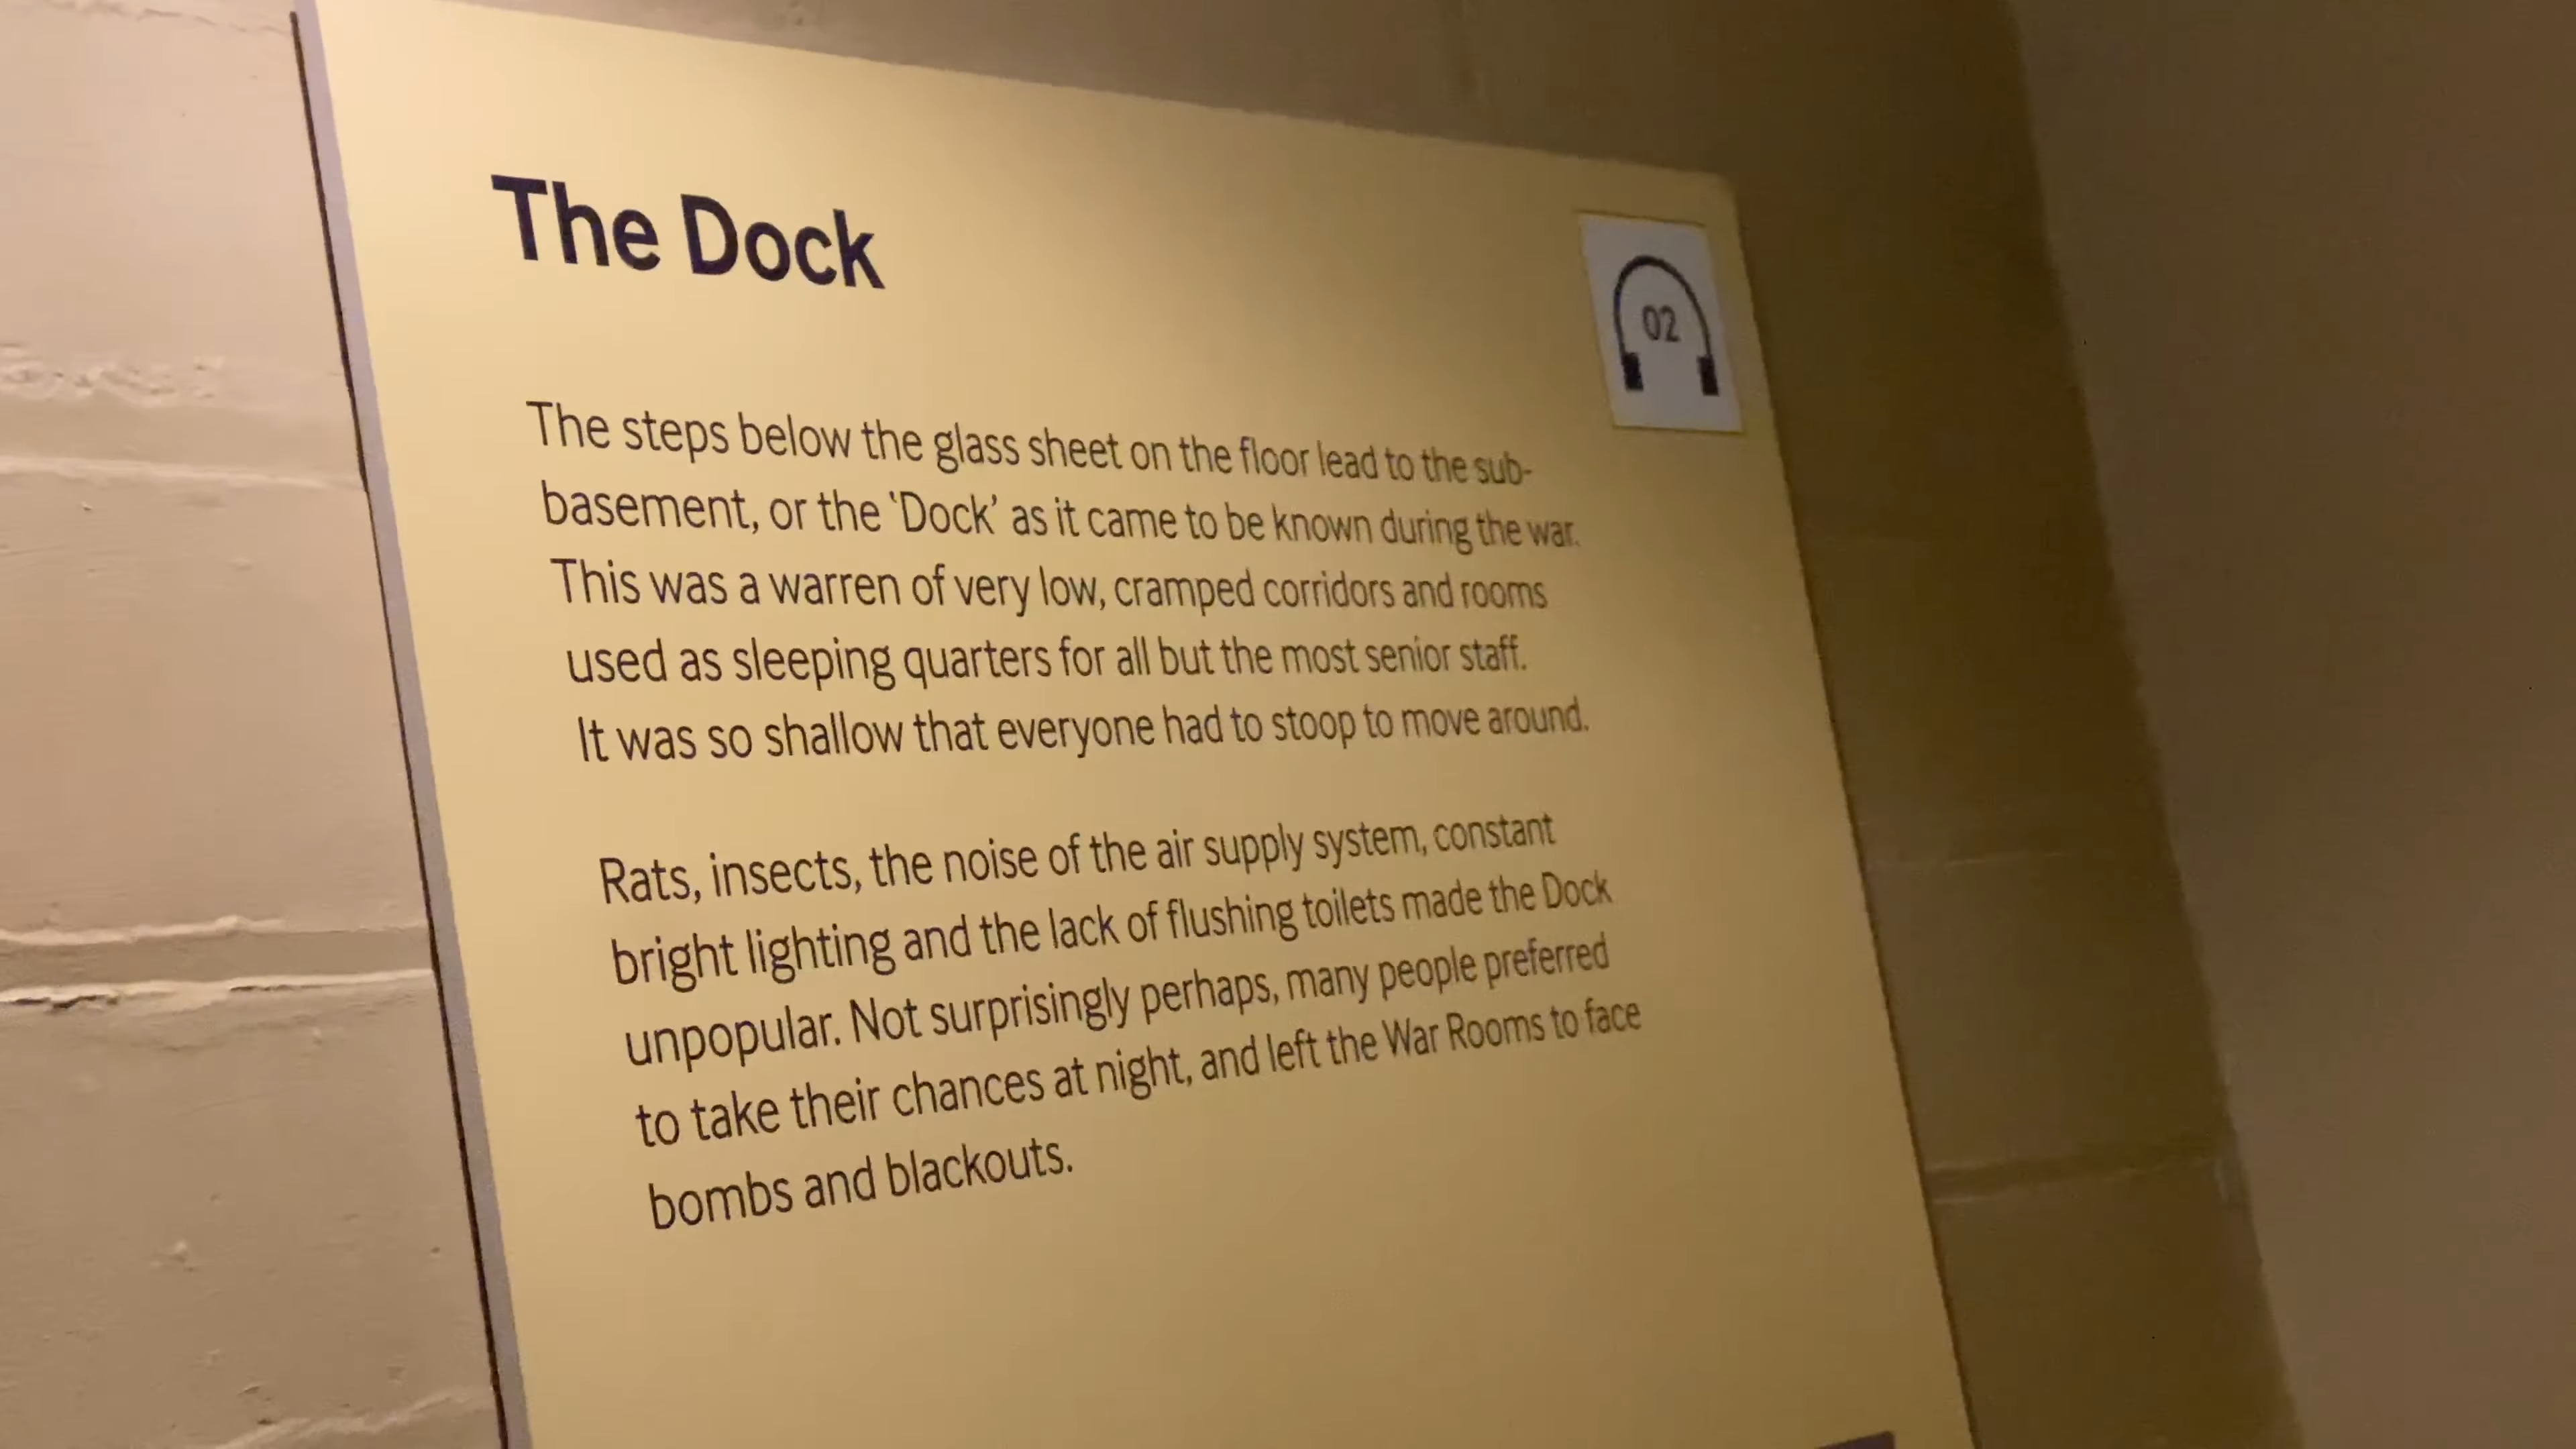 The Dock
02
The steps below the glass sheet on the floor lead to the sub-
basement, or the ‘Dock’ as it came to be known during the war.
This was a warren of very low, cramped corridors and rooms
used as sleeping quarters for all but the most senior staff.
It was so shallow that everyone had to stoop to move around.
Rats, insects, the noise of the air supply system, constant
bright lighting and the lack of flushing toilets made the Dock
unpopular. Not surprisingly perhaps, many people preferred
to take their chances at night, and left the War Rooms to face
bombs and blackouts.